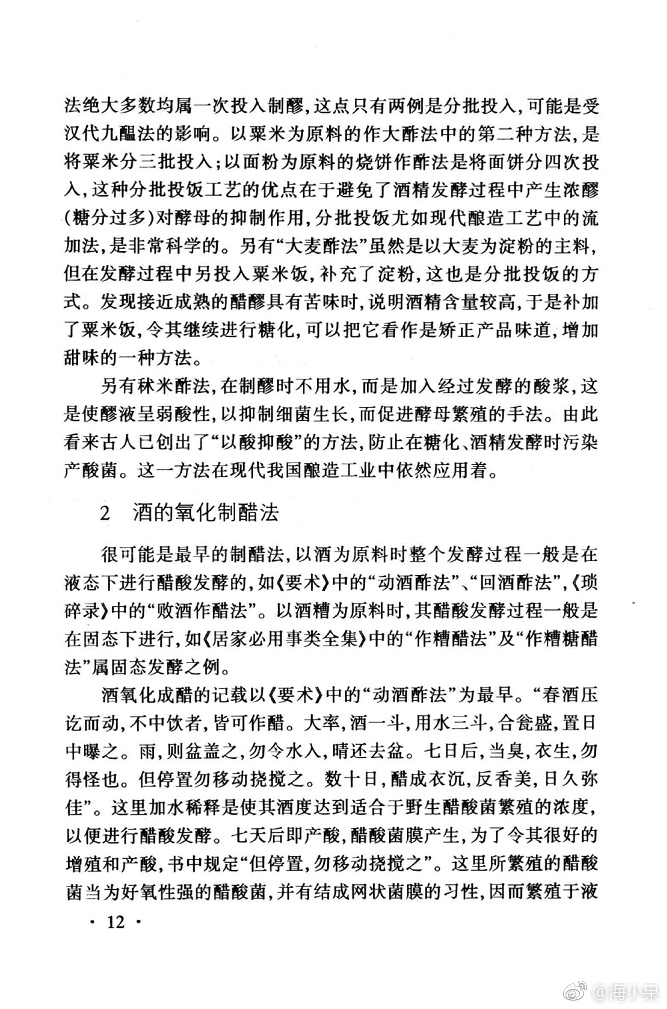 法绝大多数均属一次投入制醪,这点只有两例是分批投入,可能是受
汉代九醖法的影响。以粟米为原料的作大酢法中的第二种方法,是
将粟米分三批投入;以面粉为原料的烧饼作酢法是将面饼分四次投
入,这种分批投饭工艺的优点在于避免了酒精发酵过程中产生浓醪
(糖分过多)对酵母的抑制作用,分批投饭尤如现代酿造工艺中的流
加法,是非常科学的。另有“大麦酢法”虽然是以大麦为淀粉的主料,
但在发酵过程中另投入粟米饭,补充了淀粉,这也是分批投饭的方
式。发现接近成熟的醋醪具有苦味时,说明酒精含量较高,于是补加
了粟米饭,令其继续进行糖化,可以把它看作是矫正产品味道,增加
甜味的一种方法。
另有秫米酢法,在制醪时不用水,而是加入经过发酵的酸浆,这
是使醪液呈弱酸性,以抑制细菌生长,而促进酵母繁殖的手法。由此
看来古人已创出了“以酸抑酸”的方法,防止在糖化、酒精发酵时污染
产酸菌。这一方法在现代我国酿造工业中依然应用着。
2 酒的氧化制醋法
很可能是最早的制醋法,以酒为原料时整个发酵过程一般是在
液态下进行醋酸发酵的,如《要术》中的“动酒酢法”、“回酒酢法”,《琐
碎录》中的“败酒作醋法”。以酒糟为原料时,其醋酸发酵过程一般是
在固态下进行,如《居家必用事类全集》中的“作糟醋法”及“作糟糖醋
法”属固态发酵之例。
酒氧化成醋的记载以《要术》中的“动酒酢法”为最早。“春酒压
讫而动,不中饮者,皆可作醋。大率,酒一斗,用水三斗,合瓮盛,置日
中曝之。雨,则盆盖之,勿令水入,晴还去盆。七日后,当臭,衣生,勿
得怪也。但停置勿移动挠搅之。数十日,醋成衣沉,反香美,日久弥
佳”。这里加水稀释是使其酒度达到适合于野生醋酸菌繁殖的浓度,
以便进行醋酸发酵。七天后即产酸,醋酸菌膜产生,为了令其很好的
增殖和产酸,书中规定“但停置,勿移动挠搅之”。这里所繁殖的醋酸
菌当为好氧性强的醋酸菌,并有结成网状菌膜的习性,因而繁殖于液
· 12 ·
@海小呆